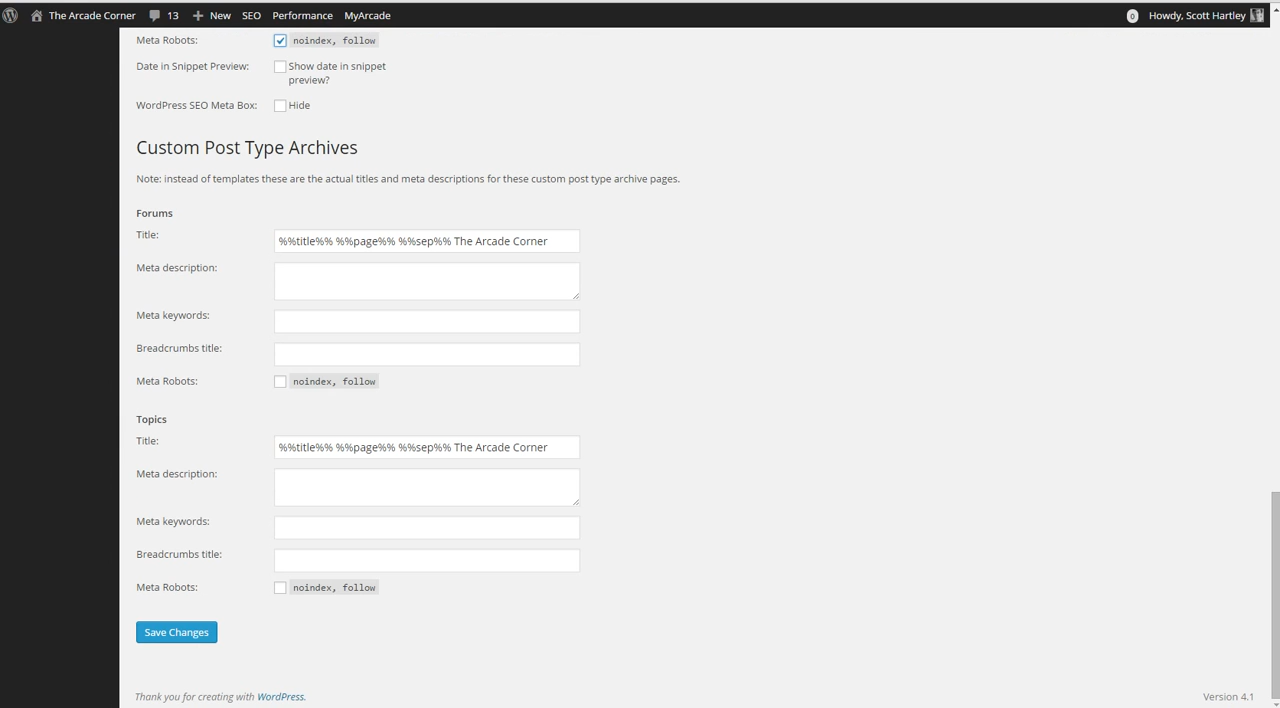 The Arcade Corner 13 New SEO Performance MyArcade 0 Howdy, Scott Hartley
Meta Robots: noindex, follow
Date in Snippet Preview: Show date in snippet
preview?
WordPress SEO Meta Box: Hide
Custom Post Type Archives
Note: instead of templates these are the actual titles and meta descriptions for these custom post type archive pages.
Forums
Title: %%title%% %%page%% %%sep%% The Arcade Corner
Meta description:
Meta keywords:
Breadcrumbs title:
Meta Robots: noindex, follow
Topics
Title: %%title%% %%page%% %%sep%% The Arcade Corner
Meta description:
Meta keywords:
Breadcrumbs title:
Meta Robots: noindex, follow
Save Changes
Thank you for creating with WordPress. Version 4.1